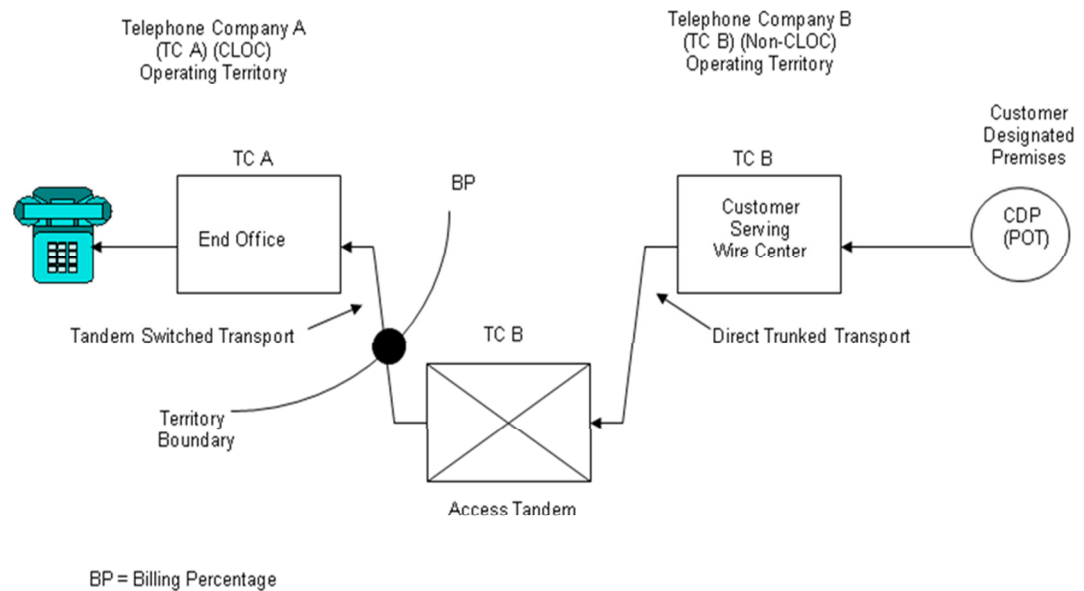 Telephone Company A
(TC A) (CLOC)
Operating Territory
Telephone Company B
(TC B) (Non-CLOC)
Operating Territory
Customer
Designated
Premises
TC A
BP
TC B
End Office
Customer
Serving
Wire Center
CDP
(POT)
Tandem Switched Transport
TC B
Direct Trunked Transport
Territory
Boundary
Access Tandem
BP = Billing Percentage